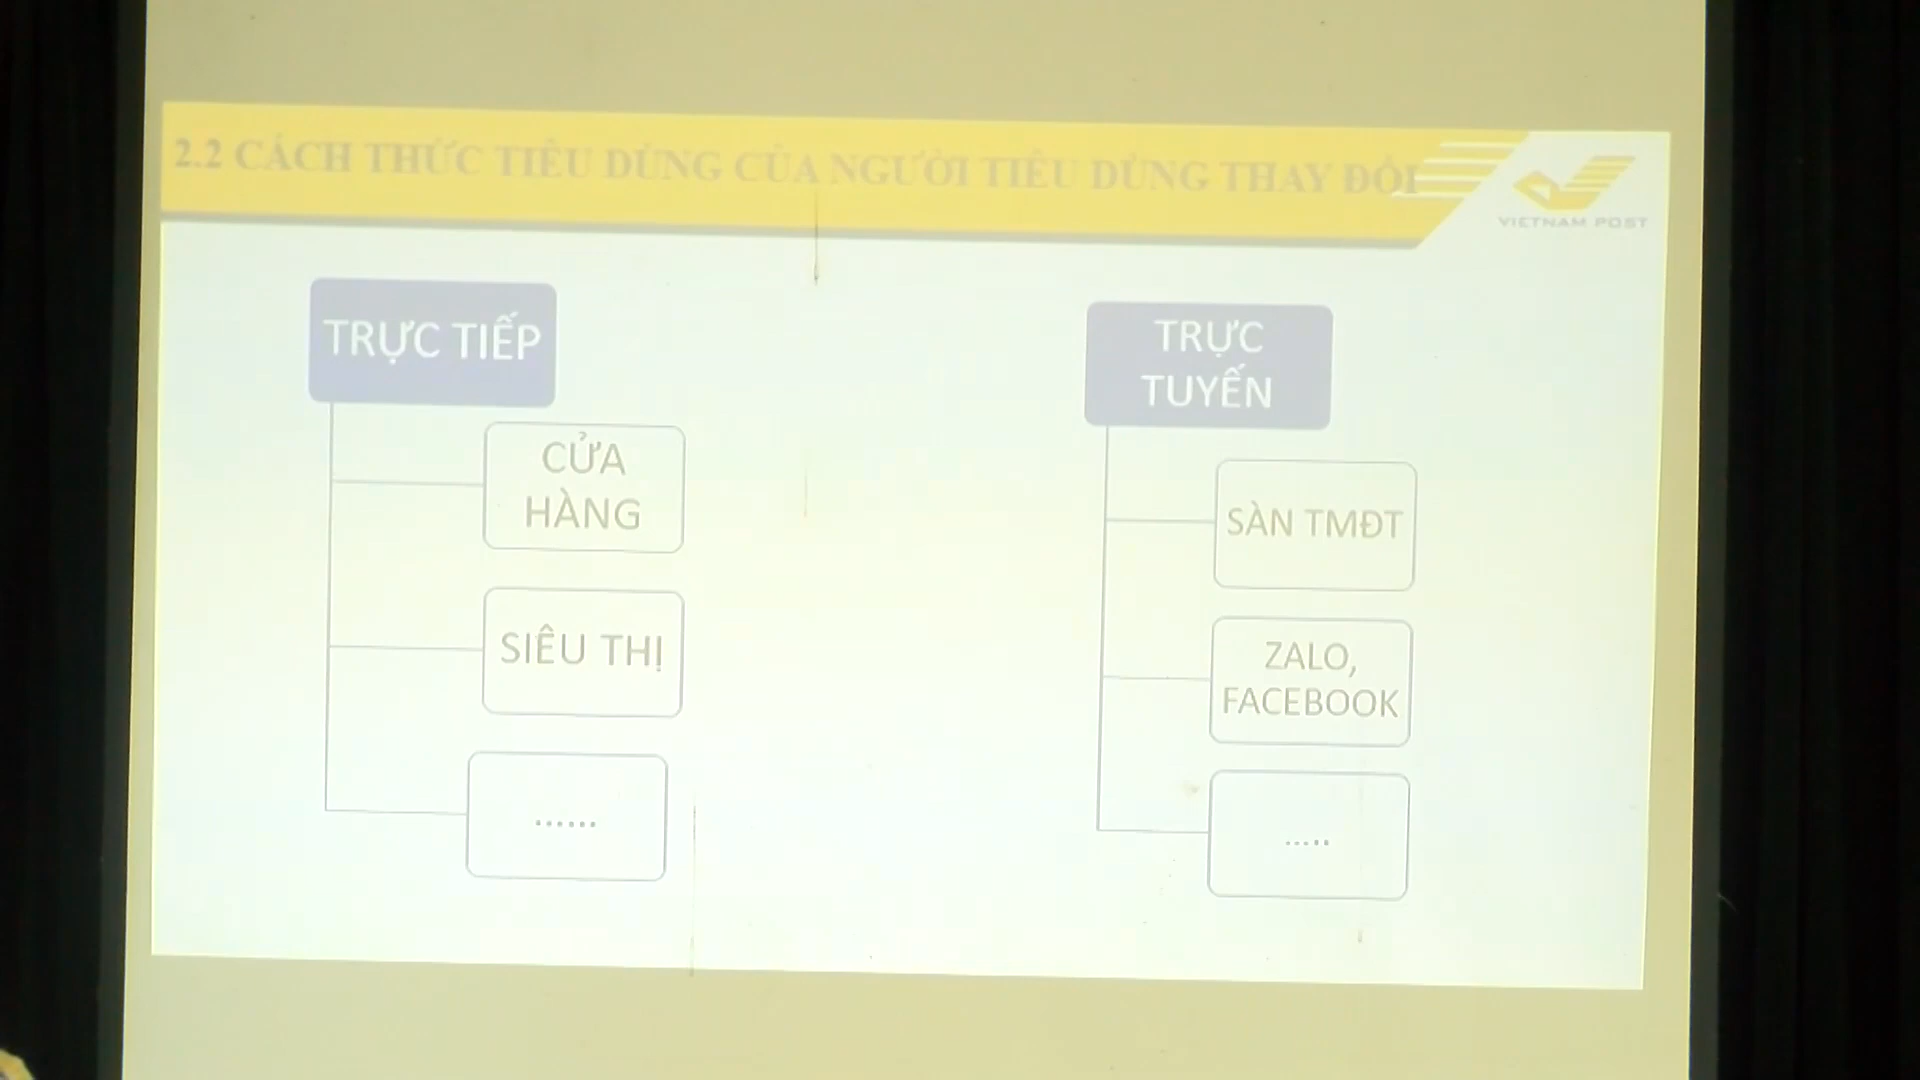 2.2 CÁCH THỨC TIÊU DÙNG CỦA NGƯỜI TIÊU DÙNG THAY ĐỔI
VIETNAM POST
TRỰC TIẾP
CỬA
HÀNG
SIÊU THỊ
......
TRỰC
TUYẾN
SÀN TMĐT
ZALO,
FACEBOOK
.....